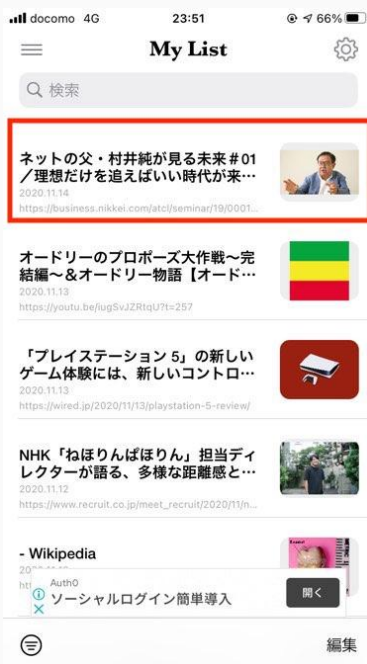 docomo 4G 23:51 66%
My List
検索
ネットの父・村井純が見る未来#01
/理想だけを追えばいい時代が来…
2020.11.14
https://business.nikkei.com/atcl/seminar/19/0001...
オードリーのプロポーズ大作戦〜完
結編〜&オードリー物語【オード…
2020.11.13
https://youtu.be/iugSvJZRtqU?t=257
「プレイステーション 5」の新しい
ゲーム体験には、新しいコントロ…
2020.11.13
https://wired.jp/2020/11/13/playstation-5-review/
NHK「ねほりんぱほりん」担当ディ
レクターが語る、多様な距離感と…
2020.11.12
https://www.recruit.co.jp/meet_recruit/2020/11/n...
- Wikipedia
Auth0
ソーシャルログイン簡単導入
開く
編集